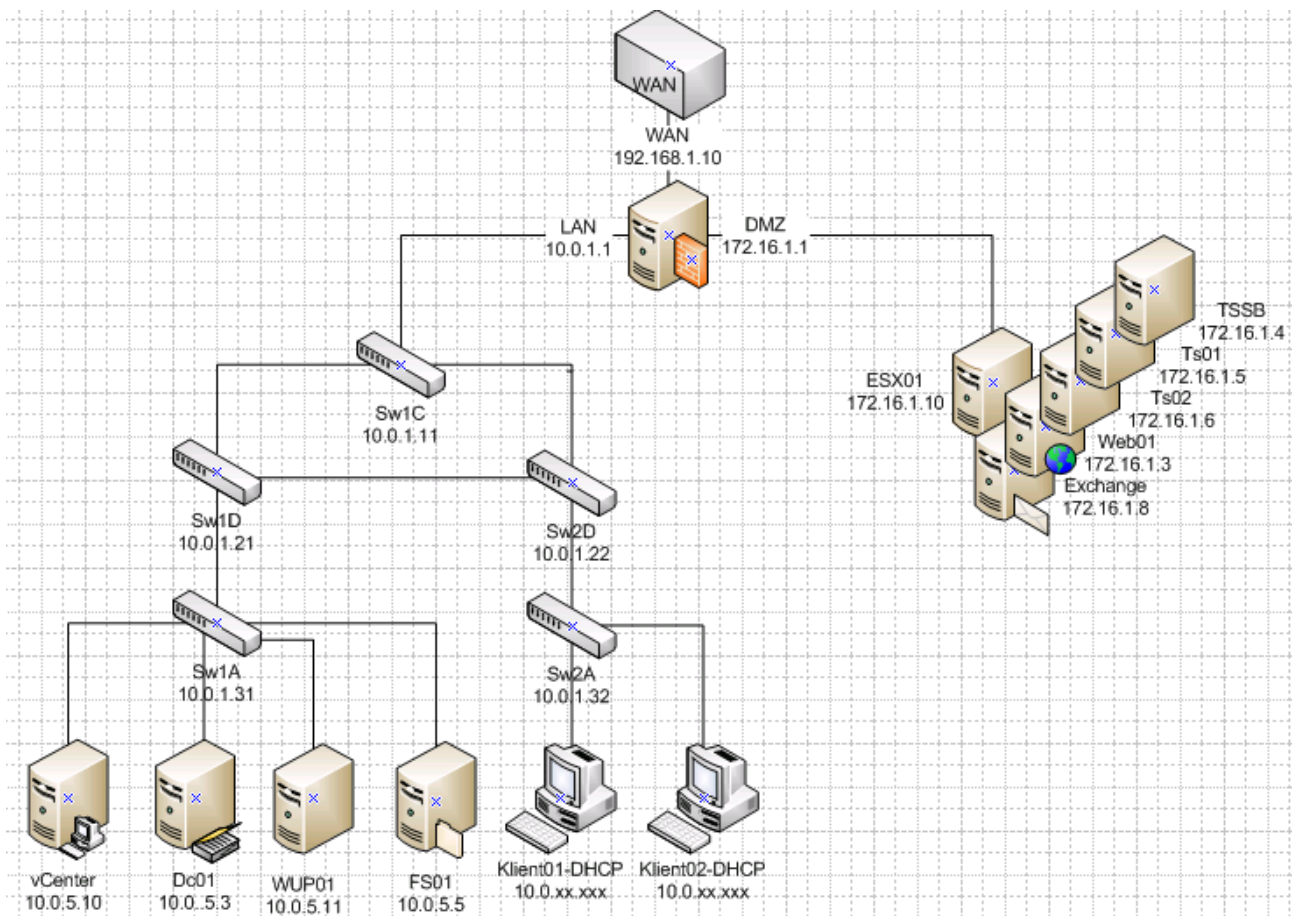 WAN
WAN
192.168.1.10
LAN
10.0.1.1
DMZ
172.16.1.1
TSSB
172.16.1.4
Ts01
172.16.1.5
ESX01
172.16.1.10
Ts02
172.16.1.6
Web01
172.16.1.3
Exchange
172.16.1.8
Sw1C
10.0.1.11
Sw1D
10.0.1.21
Sw2D
10.0.1.22
Sw1A
10.0.1.31
Sw2A
10.0.1.32
vCenter
10.0.5.10
Dc01
10.0..5.3
WUP01
10.0.5.11
FS01
10.0.5.5
Klient01-DHCP
10.0.xx.xxx
Klient02-DHCP
10.0.xx.xxx